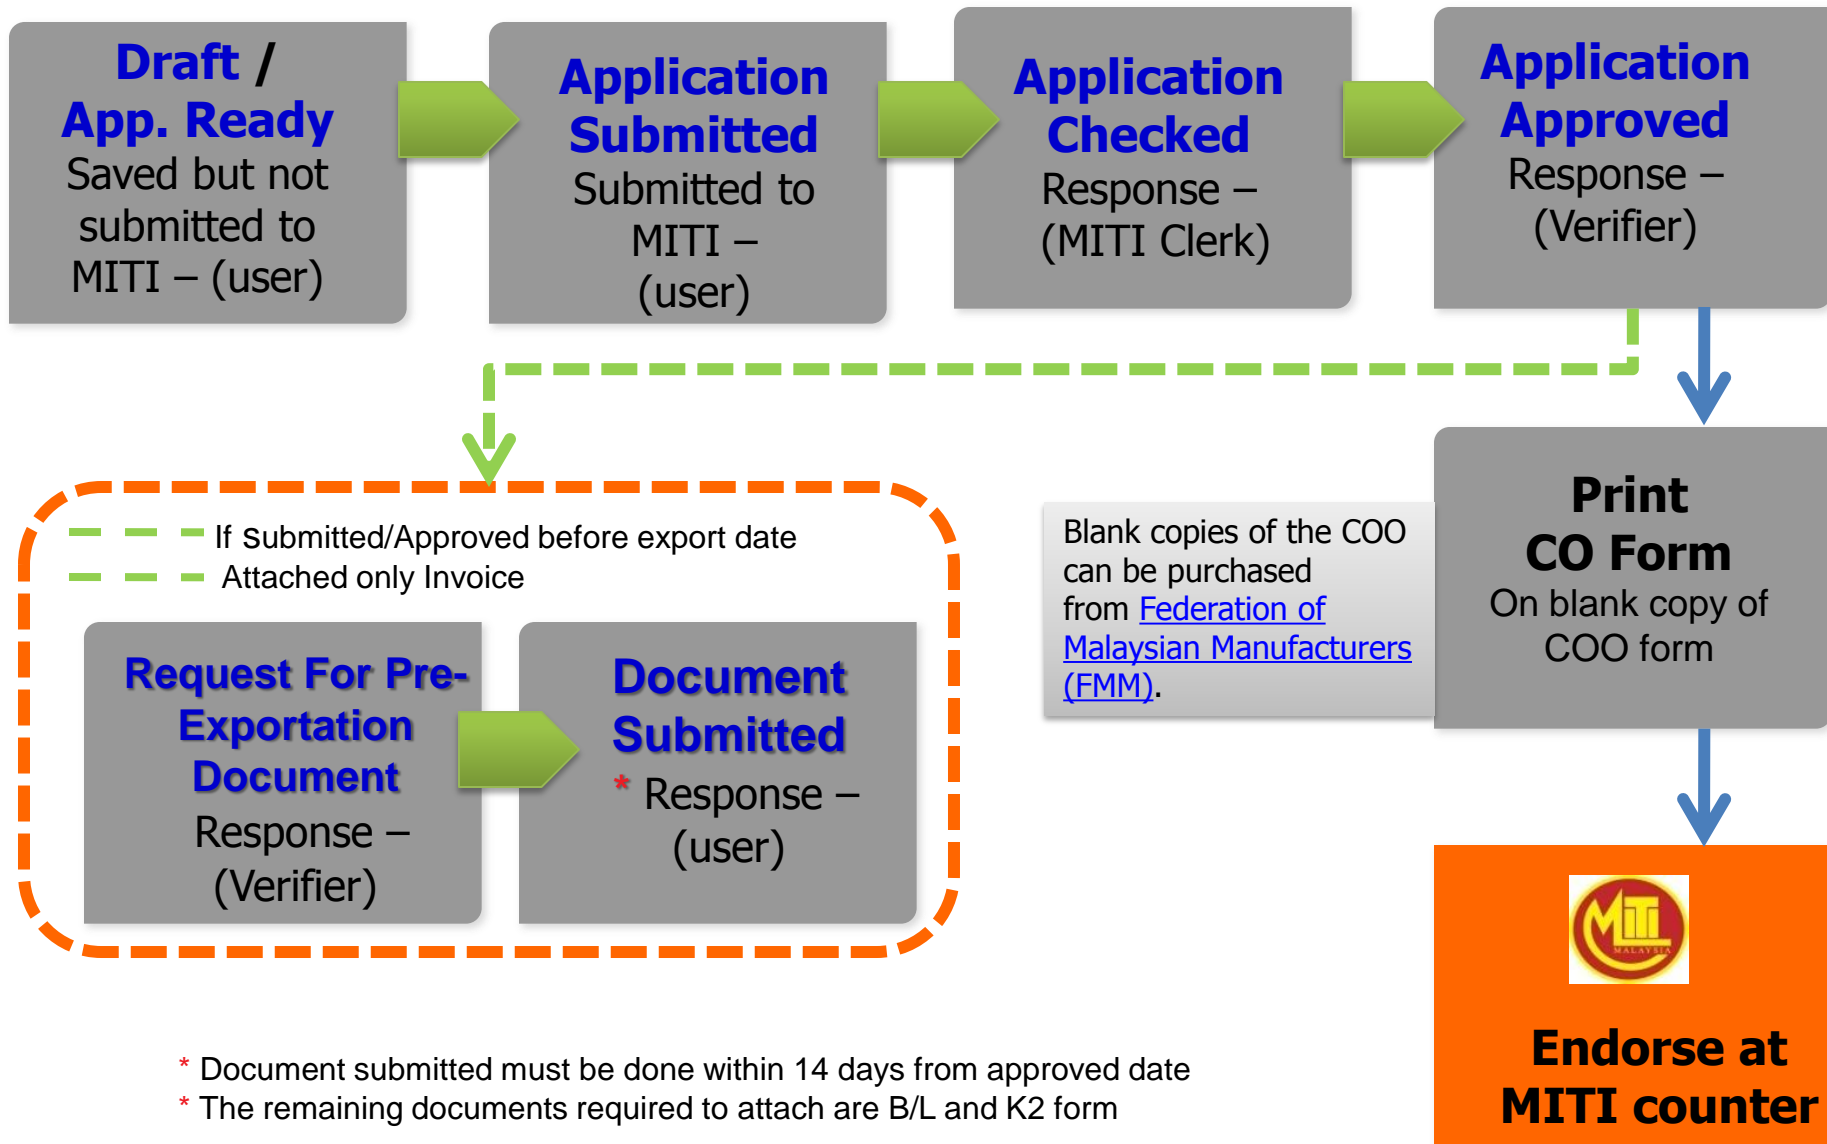 Draft /
App. Ready
Saved but not
submitted to
MITI – (user)
Application
Submitted
Submitted to
MITI –
(user)
Application
Checked
Response –
(MITI Clerk)
Application
Approved
Response –
(Verifier)
If submitted/Approved before export date
Attached only Invoice
Request For Pre-
Exportation
Document
Response –
(Verifier)
Document
Submitted
* Response –
(user)
Blank copies of the COO
can be purchased
from Federation of
Malaysian Manufacturers
(FMM).
Print
CO Form
On blank copy of
COO form
MiTi
MALAYSIA
Endorse at
MITI counter
* Document submitted must be done within 14 days from approved date
* The remaining documents required to attach are B/L and K2 form